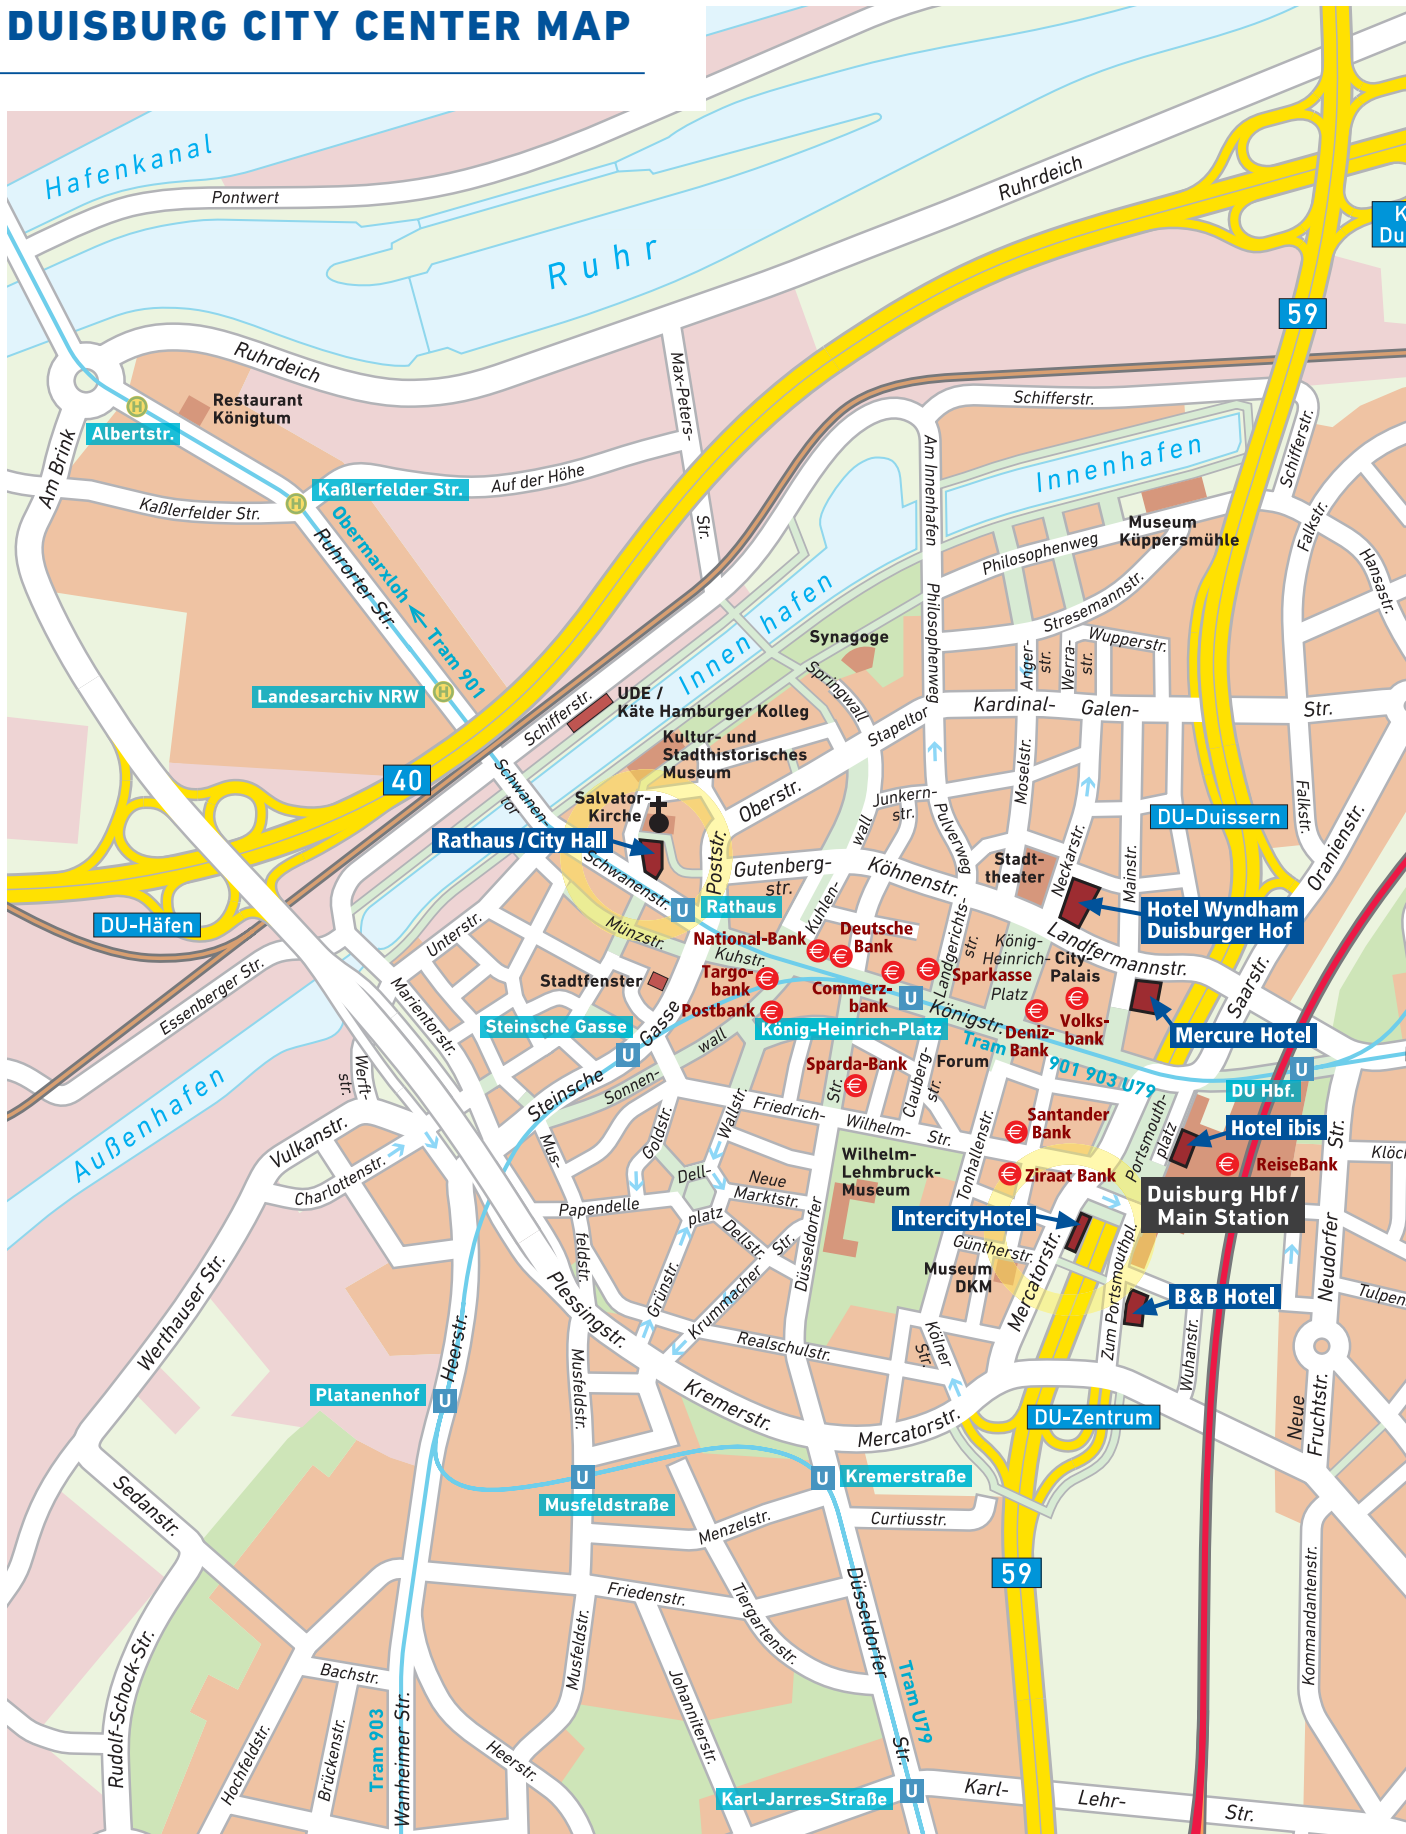 DUISBURG CITY CENTER MAP
Hafenkanal
Pontwert
Ruhrdeich
Ruhr
59
Ruhrdeich
Max-Peters-
Str.
Restaurant
Königtum
Albertstr.
Am Brink
Schifferstr.
Schifferstr.
Kaßlerfelder Str.
Auf der Höhe
Kaßlerfelder Str.
Am Innenhafen
Innenhafen
Museum
Küppersmühle
Falkstr.
Hansastr.
Obermarxloh
Tram 901
Ruhrorter Str.
Philosophenweg
Stresemannstr.
Wupperstr.
Philosophenweg
Innenhafen
Synagoge
Springwall
Anger-
str.
Werra-
str.
Landesarchiv NRW
Schifferstr.
UDE /
Käte Hamburger Kolleg
Stapeltor
Kardinal-
Galen-
Str.
Kultur- und
Stadthistorisches
Museum
40
Schwanen-
tor
Salvator-
Kirche
Oberstr.
Junkern-
str.
Moselstr.
Falkstr.
DU-Duissern
Oranienstr.
Rathaus / City Hall
Schwanenstr.
Poststr.
Gutenberg-
str.
wall
Kuhlen-
Köhnenstr.
Pulverweg
Stadt-
theater
Neckarstr.
Mainstr.
Hotel Wyndham
Duisburger Hof
DU-Häfen
Unterstr.
Münzstr.
Rathaus
U
National-Bank
Deutsche
Bank
Kuhstr.
Landgerichts-
str.
König-
Heinrich-
Platz
City-
Palais
Landfermannstr.
Saarstr.
Essenberger Str.
Marientorstr.
Stadtfenster
Targo-
bank
Commerz-
bank
Sparkasse
Postbank
Steinsche Gasse
König-Heinrich-Platz
U
Königstr.
Deniz-
Bank
Volks-
bank
Mercure Hotel
Steinsche
Gasse
U
wall
Sonnen-
Sparda-Bank
Str.
Clauberg-
str.
Forum
Tram
901 903 U79
U
DU Hbf.
Werft-
str.
Außenhafen
Vulkanstr.
Charlottenstr.
Mus-
feldstr.
Goldstr.
Wallstr.
Friedrich-
Wilhelm-
Str.
Santander
Bank
Tonhallenstr.
Portsmouth-
platz
Hotel ibis
Str.
Klöc
Wilhelm-
Lehmbruck-
Museum
Ziraat Bank
ReiseBank
Dell-
platz
Neue
Marktstr.
Duisburg Hbf /
Main Station
Papendelle
Dellstr.
IntercityHotel
Güntherstr.
Museum
DKM
Mercatorstr.
Zum Portsmouthpl.
B & B Hotel
Neudorfer
Tulpen
Werthauser Str.
Plessingstr.
Grünstr.
Krummacher
Str.
Düsseldorfer
Realschulstr.
Kölner
Str.
Wuhanstr.
Heerstr.
Platanenhof
U
Musfeldstr.
Kremerstr.
Mercatorstr.
DU-Zentrum
Neue
Fruchtstr.
Sedanstr.
U
Musfeldstraße
U
Kremerstraße
Menzelstr.
Curtiusstr.
59
Düsseldorfer
Str.
Friedenstr.
Tiergartenstr.
Kommandantenstr.
Rudolf-Schock-Str.
Bachstr.
Musfeldstr.
Johanniterstr.
Tram U79
Tram 903
Wanheimer Str.
Hochfeldstr.
Brückenstr.
Heerstr.
Karl-Jarres-Straße
U
Karl-
Lehr-
Str.